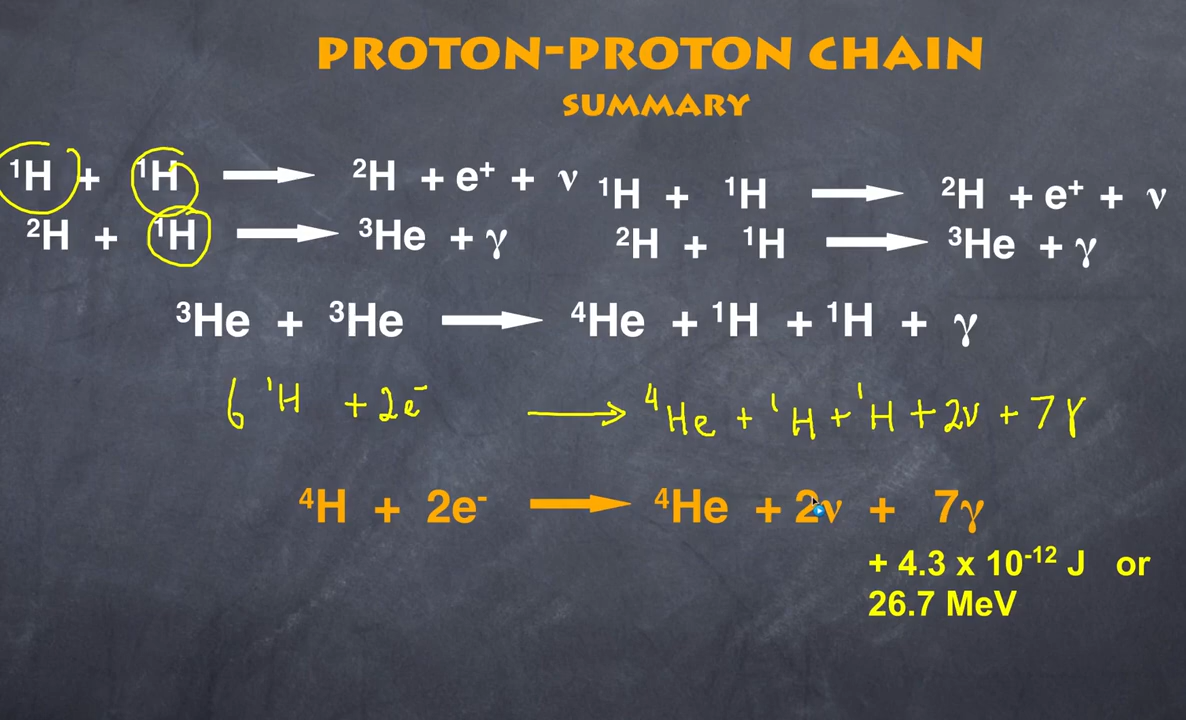 PROTON-PROTON CHAIN
SUMMARY
¹H + ¹H → ²H + e⁺ + ν
²H + ¹H → ³He + γ
¹H + ¹H → ²H + e⁺ + ν
²H + ¹H → ³He + γ
³He + ³He → ⁴He + ¹H + ¹H + γ
6 ¹H + 2e⁻ → ⁴He + ¹H + ¹H + 2ν + 7γ
⁴H + 2e⁻ → ⁴He + 2ν + 7γ
+ 4.3 x 10⁻¹² J or
26.7 MeV